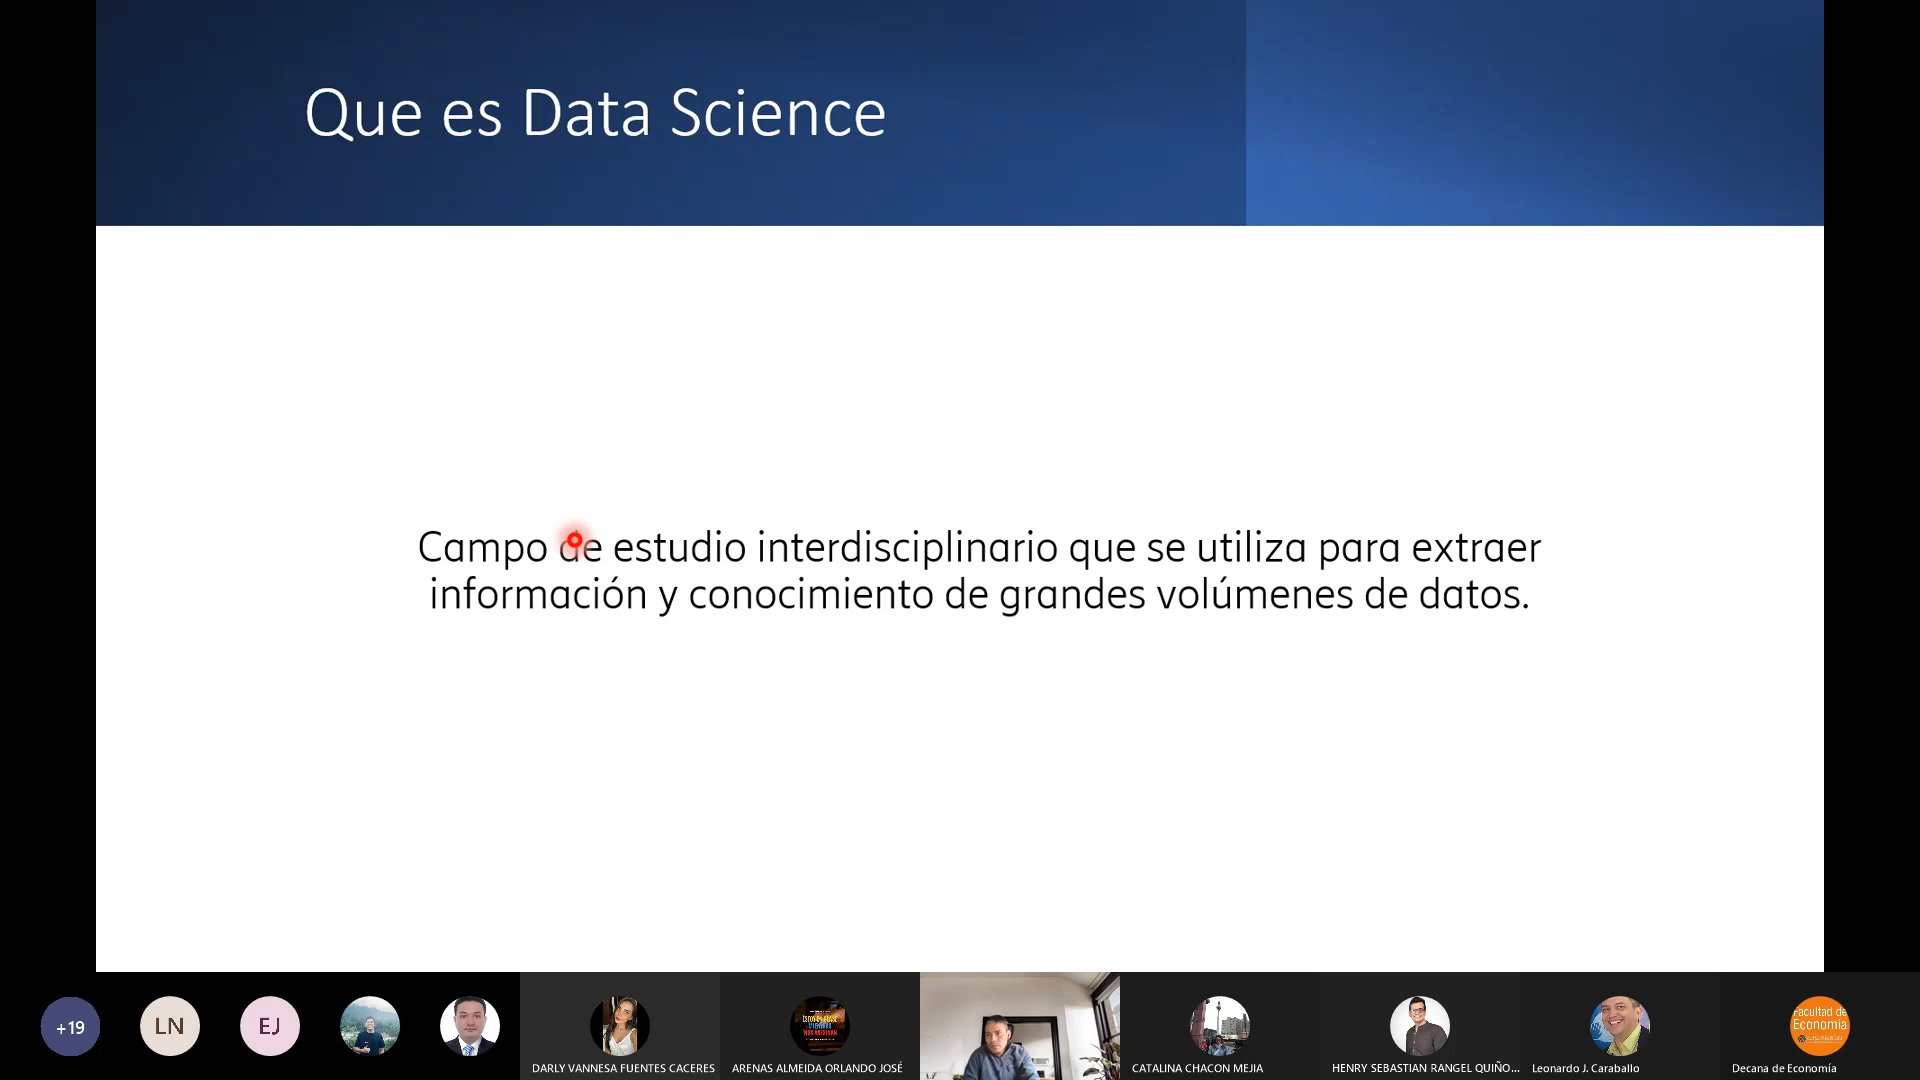 Que es Data Science
Campo de estudio interdisciplinario que se utiliza para extraer
información y conocimiento de grandes volúmenes de datos.
+19
LN
EJ
DARLY VANNESA FUENTES CACERES
ARENAS ALMEIDA ORLANDO JOSÉ
CATALINA CHACON MEJIA
HENRY SEBASTIAN RANGEL QUIÑO...
Leonardo J. Caraballo
Facultad de
Economía
Decana de Economía